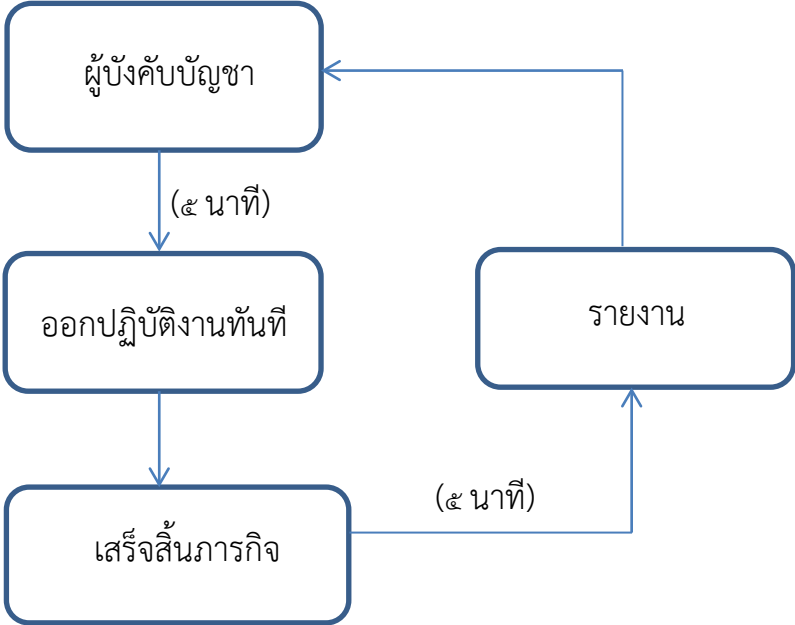 ผู้บังคับบัญชา
(๕ นาที)
ออกปฏิบัติงานทันที
รายงาน
(๕ นาที)
เสร็จสิ้นภารกิจ